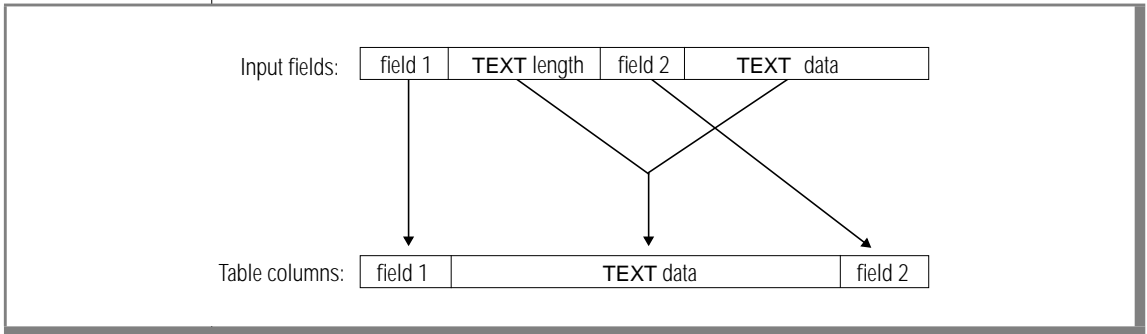 Input fields: field 1 TEXT length field 2 TEXT data
Table columns: field 1 TEXT data field 2